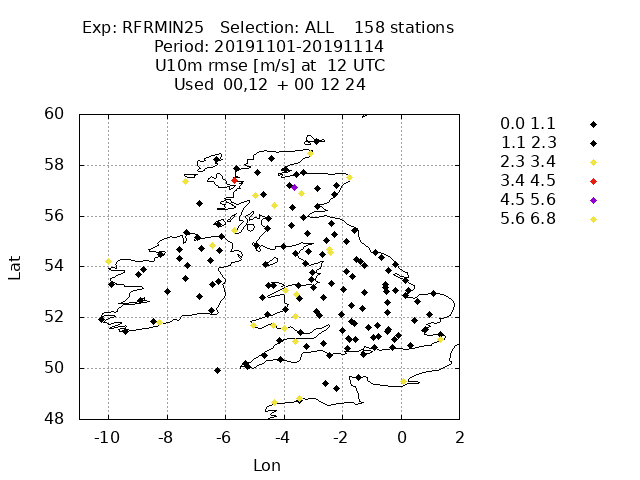 Exp: RFRMIN25 Selection: ALL 158 stations
Period: 20191101-20191114
U10m rmse [m/s] at 12 UTC
Used 00,12 + 00 12 24
60
58
56
54
52
50
48
Lat
-10 -8 -6 -4 -2 0 2
Lon
0.0 1.1
1.1 2.3
2.3 3.4
3.4 4.5
4.5 5.6
5.6 6.8